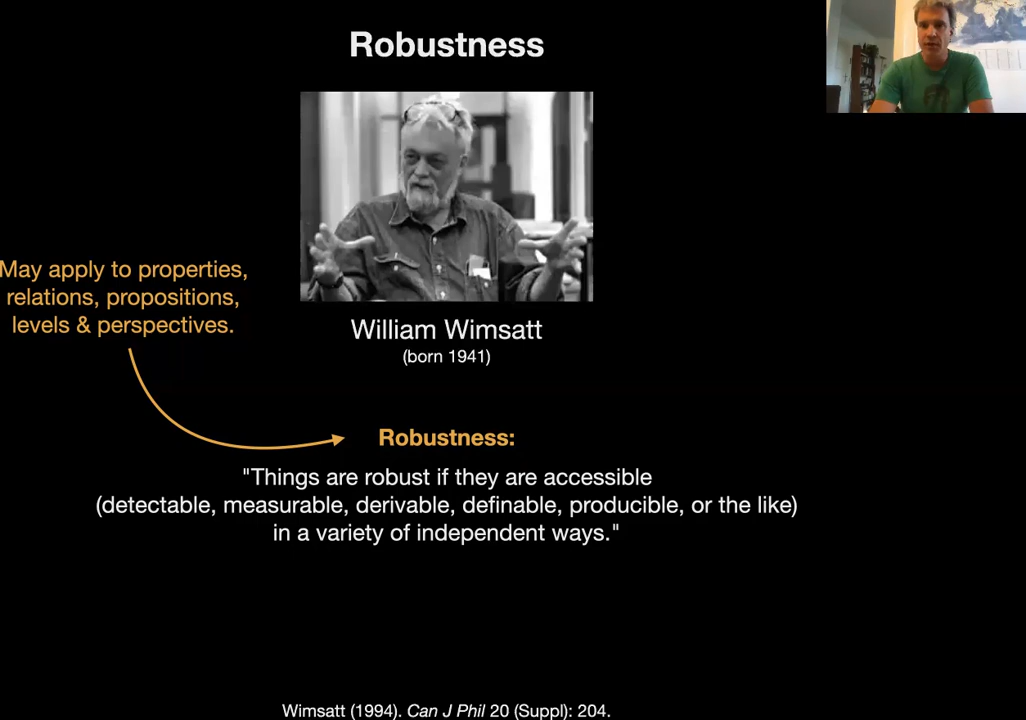 Robustness
May apply to properties,
relations, propositions,
levels & perspectives.
William Wimsatt
(born 1941)
Robustness:
"Things are robust if they are accessible
(detectable, measurable, derivable, definable, producible, or the like)
in a variety of independent ways."
Wimsatt (1994). Can J Phil 20 (Suppl): 204.